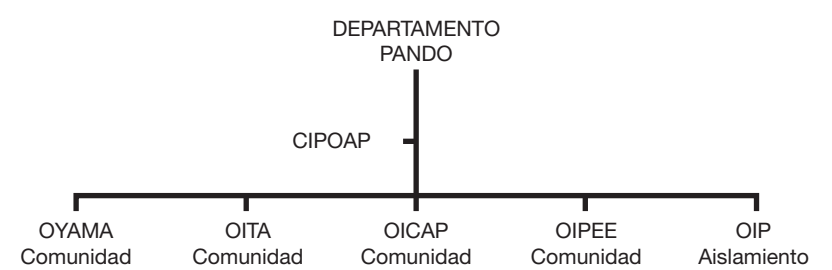 DEPARTAMENTO
PANDO
CIPOAP
OYAMA
Comunidad
OITA
Comunidad
OICAP
Comunidad
OIPEE
Comunidad
OIP
Aislamiento